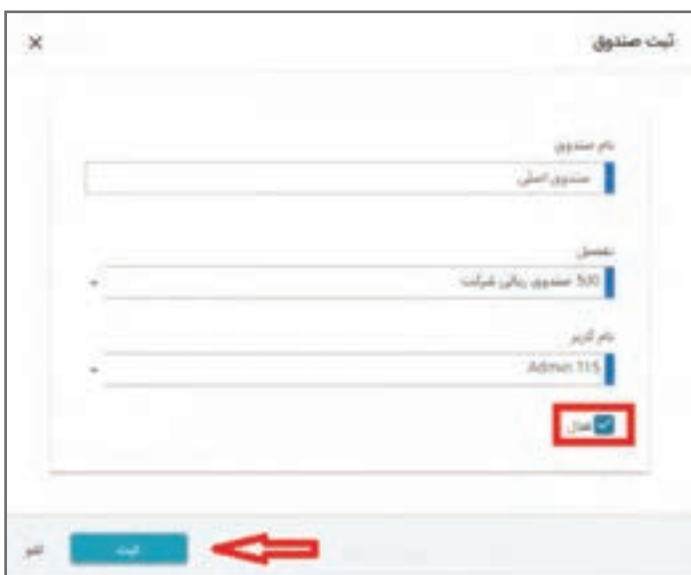 ثبت صندوق
نام صندوق
صندوق اصلی
تفصیل
500 صندوق ریالی شرکت
نام کاربر
Admin 115
فعال
ثبت
لغو